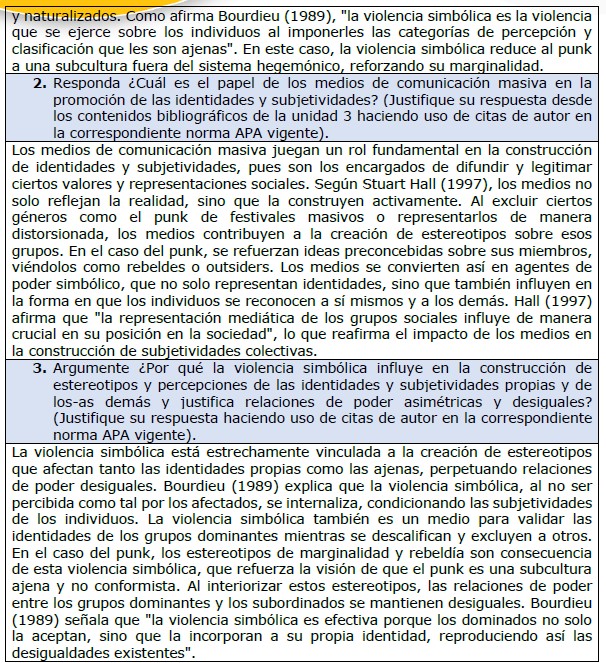 y naturalizados. Como afirma Bourdieu (1989), "la violencia simbólica es la violencia
que se ejerce sobre los individuos al imponerles las categorías de percepción y
clasificación que les son ajenas". En este caso, la violencia simbólica reduce al punk
a una subcultura fuera del sistema hegemónico, reforzando su marginalidad.
2. Responda ¿Cuál es el papel de los medios de comunicación masiva en la
promoción de las identidades y subjetividades? (Justifique su respuesta desde
los contenidos bibliográficos de la unidad 3 haciendo uso de citas de autor en
la correspondiente norma APA vigente).
Los medios de comunicación masiva juegan un rol fundamental en la construcción
de identidades y subjetividades, pues son los encargados de difundir y legitimar
ciertos valores y representaciones sociales. Según Stuart Hall (1997), los medios no
solo reflejan la realidad, sino que la construyen activamente. Al excluir ciertos
géneros como el punk de festivales masivos o representarlos de manera
distorsionada, los medios contribuyen a la creación de estereotipos sobre esos
grupos. En el caso del punk, se refuerzan ideas preconcebidas sobre sus miembros,
viéndolos como rebeldes o outsiders. Los medios se convierten así en agentes de
poder simbólico, que no solo representan identidades, sino que también influyen en
la forma en que los individuos se reconocen a sí mismos y a los demás. Hall (1997)
afirma que "la representación mediática de los grupos sociales influye de manera
crucial en su posición en la sociedad", lo que reafirma el impacto de los medios en
la construcción de subjetividades colectivas.
3. Argumente ¿Por qué la violencia simbólica influye en la construcción de
estereotipos y percepciones de las identidades y subjetividades propias y de
los-as demás y justifica relaciones de poder asimétricas y desiguales?
(Justifique su respuesta haciendo uso de citas de autor en la correspondiente
norma APA vigente).
La violencia simbólica está estrechamente vinculada a la creación de estereotipos
que afectan tanto las identidades propias como las ajenas, perpetuando relaciones
de poder desiguales. Bourdieu (1989) explica que la violencia simbólica, al no ser
percibida como tal por los afectados, se internaliza, condicionando las subjetividades
de los individuos. La violencia simbólica también es un medio para validar las
identidades de los grupos dominantes mientras se descalifican y excluyen a otros.
En el caso del punk, los estereotipos de marginalidad y rebeldía son consecuencia
de esta violencia simbólica, que refuerza la visión de que el punk es una subcultura
ajena y no conformista. Al interiorizar estos estereotipos, las relaciones de poder
entre los grupos dominantes y los subordinados se mantienen desiguales. Bourdieu
(1989) señala que "la violencia simbólica es efectiva porque los dominados no solo
la aceptan, sino que la incorporan a su propia identidad, reproduciendo así las
desigualdades existentes".